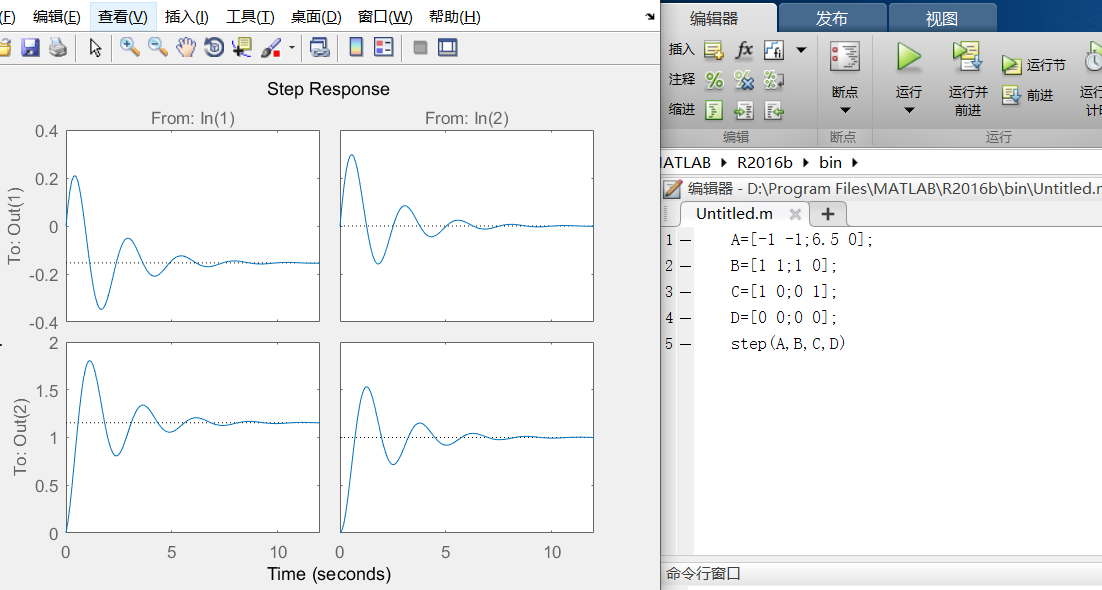 (F) 编辑(E) 查看(V) 插入(I) 工具(T) 桌面(D) 窗口(W) 帮助(H)
Step Response
From: In(1) From: In(2)
To: Out(1)
0.4
0.2
0
-0.2
-0.4
To: Out(2)
2
1.5
1
0.5
0
0 5 10 0 5 10
Time (seconds)
编辑器 发布 视图
插入 fx fi
注释 %
缩进
编辑
断点
断点
运行
运行并
前进
运行节
前进
运行
计时
运行
MATLAB R2016b bin
编辑器 - D:\Program Files\MATLAB\R2016b\bin\Untitled.m
Untitled.m
1 — A=[-1 -1;6.5 0];
2 — B=[1 1;1 0];
3 — C=[1 0;0 1];
4 — D=[0 0;0 0];
5 — step(A,B,C,D)
命令行窗口